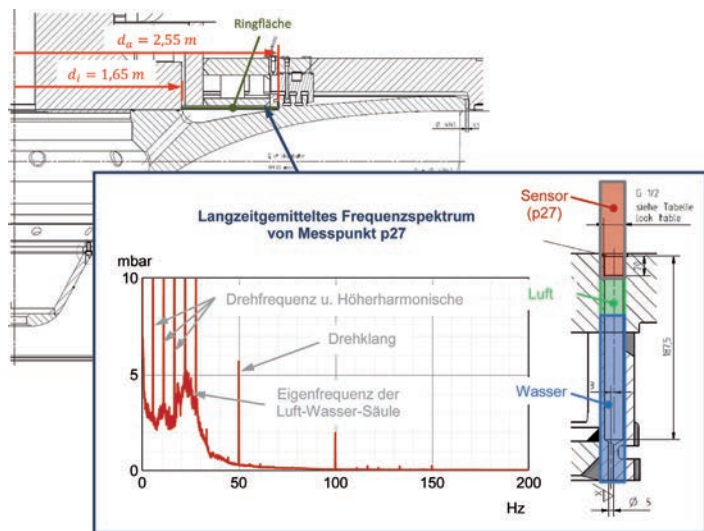 Ringfläche
d_a = 2,55 m
d_i = 1,65 m
Langzeitgemitteltes Frequenzspektrum
von Messpunkt p27
mbar
10
5
0
Drehfrequenz u. Höherharmonische
Drehklang
Eigenfrequenz der
Luft-Wasser-Säule
0
50
100
150
200
Hz
Sensor
(p27)
G 1/2
siehe Tabelle
look table
Luft
187,5
Wasser
Ø 5